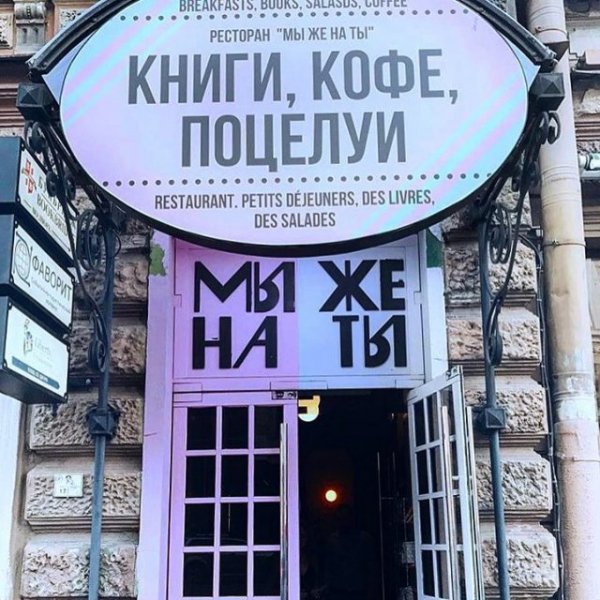 BREAKFASTS, BOOKS, SALASDS, COFFEE
РЕСТОРАН "МЫ ЖЕ НА ТЫ"
КНИГИ, КОФЕ,
ПОЦЕЛУИ
RESTAURANT. PETITS DÉJEUNERS, DES LIVRES,
DES SALADES
МЫ ЖЕ
НА ТЫ
ФАВОРИТ